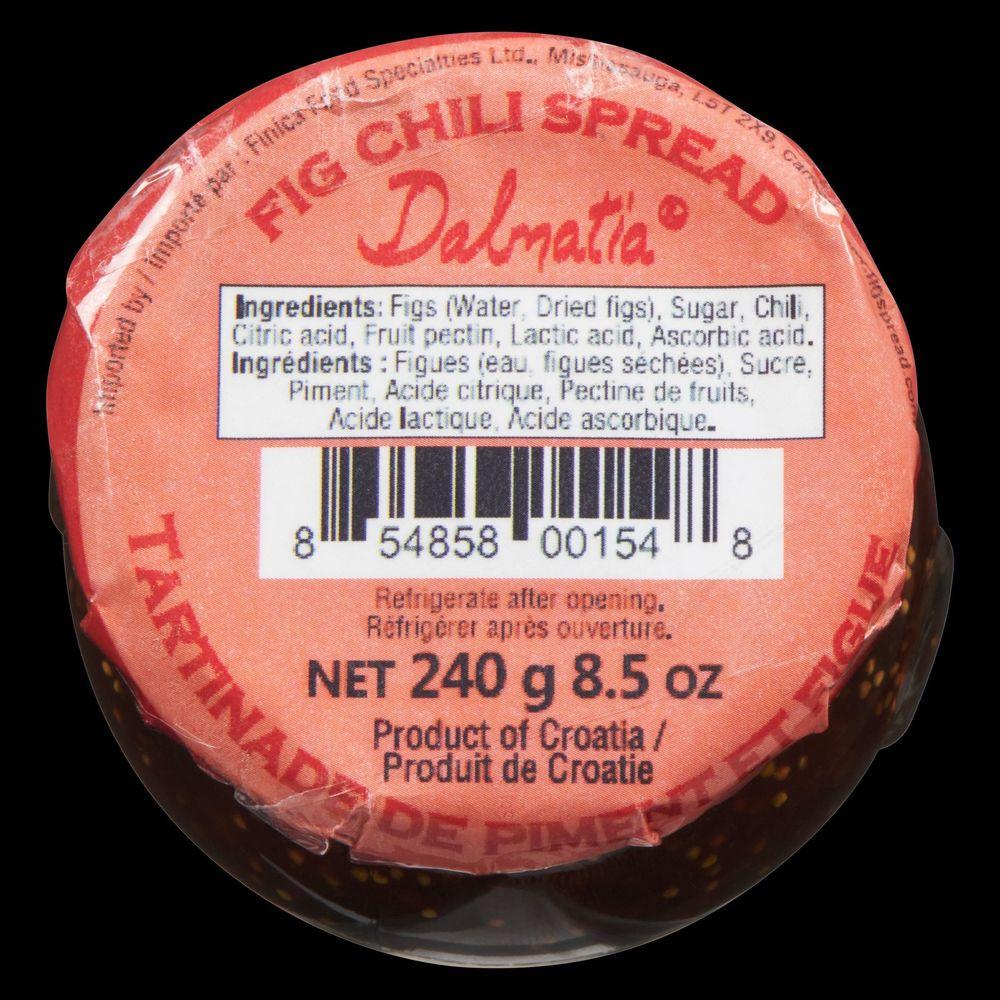 Imported by / Importé par : Finica Food Specialties Ltd., Mississauga, L5T 2X9,
FIG CHILI SPREAD
Dalmatia®
Ingredients: Figs (Water, Dried figs), Sugar, Chili,
Citric acid, Fruit pectin, Lactic acid, Ascorbic acid.
Ingrédients : Figues (eau, figues séchées), Sucre,
Piment, Acide citrique, Pectine de fruits,
Acide lactique, Acide ascorbique.
8 54858 00154 8
Refrigerate after opening.
Réfrigérer après ouverture.
NET 240 g 8.5 oz
Product of Croatia /
Produit de Croatie
TARTINADE DE PIMENT ET FIGUE